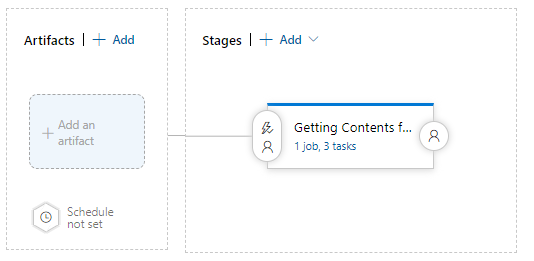 Artifacts | + Add
Stages | + Add
Add an
artifact
Getting Contents f...
1 job, 3 tasks
Schedule
not set